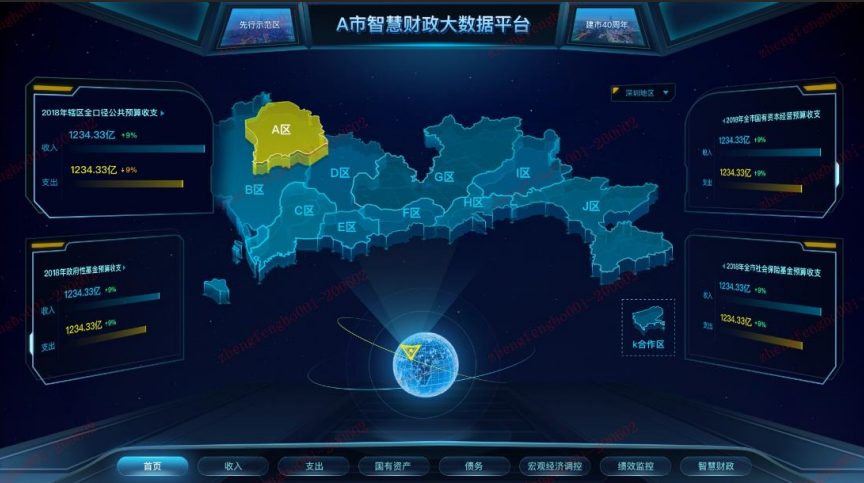 先行示范区
A市智慧财政大数据平台
建市40周年
深圳地区
2018年辖区全口径公共预算收支
收入
1234.33亿 +9%
支出
1234.33亿 +9%
2018年全市国有资本经营预算收支
收入
1234.33亿 +9%
支出
1234.33亿 +9%
A区
B区
C区
D区
E区
F区
G区
H区
I区
J区
k合作区
2018年政府性基金预算收支
收入
1234.33亿 +9%
支出
1234.33亿 +9%
2018年全市社会保险基金预算收支
收入
1234.33亿 +9%
支出
1234.33亿 +9%
首页
收入
支出
国有资产
债务
宏观经济调控
绩效监控
智慧财政